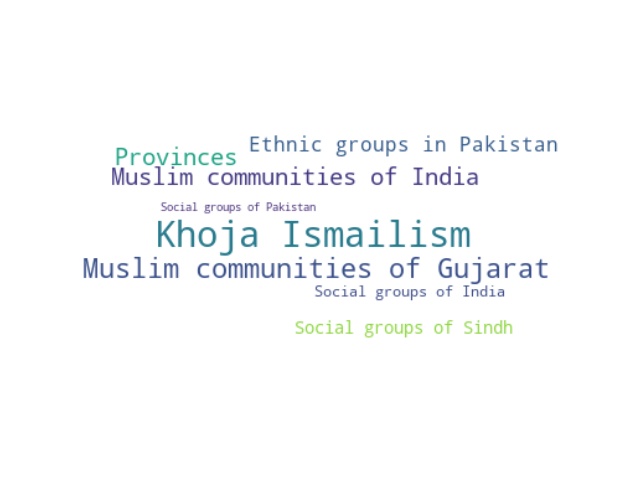 Ethnic groups in Pakistan
Provinces
Muslim communities of India
Social groups of Pakistan
Khoja Ismailism
Muslim communities of Gujarat
Social groups of India
Social groups of Sindh